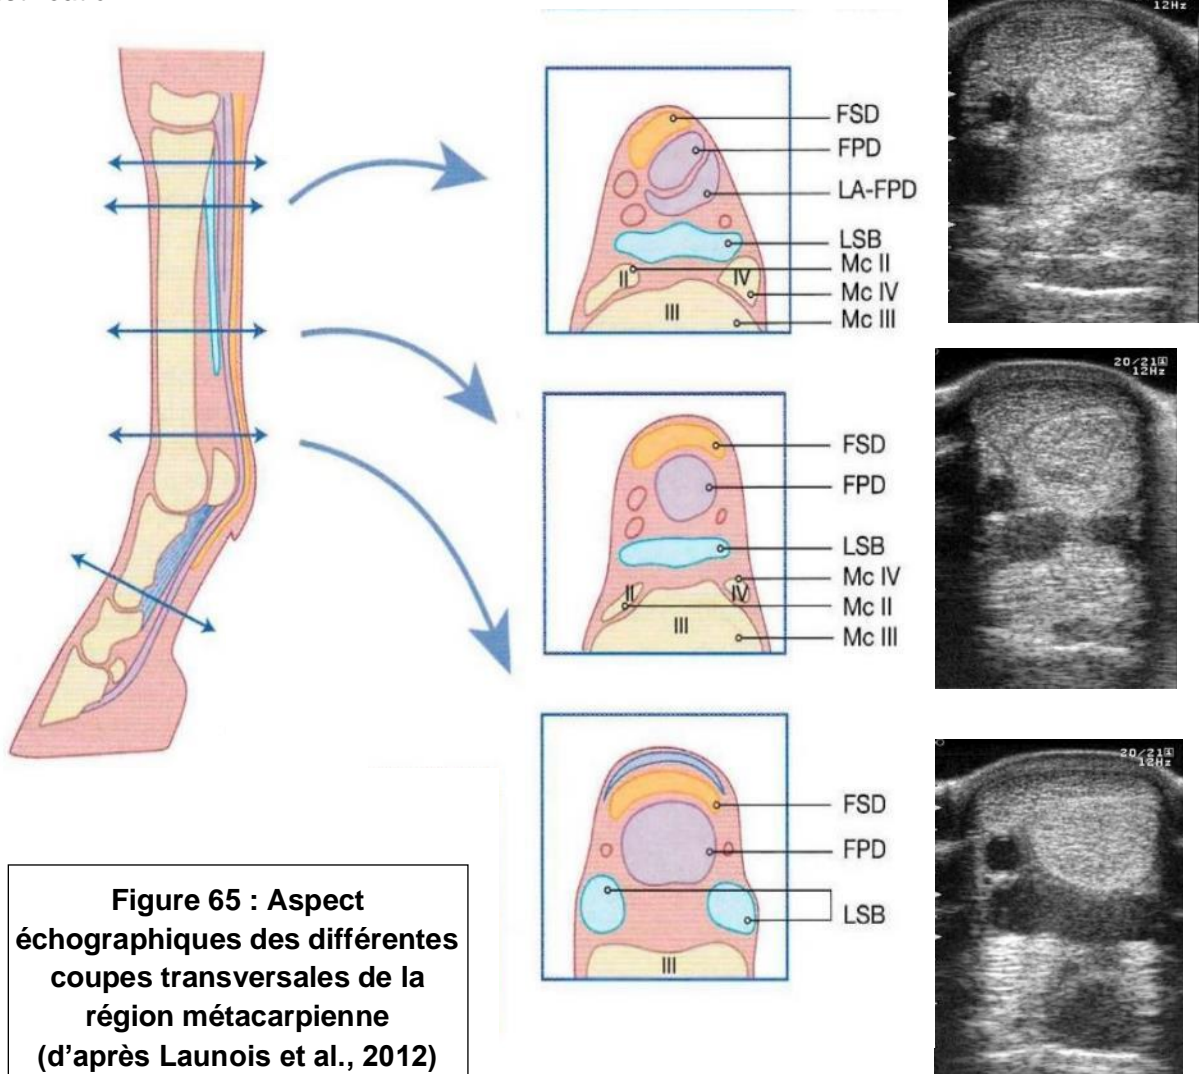 12Hz
FSD
FPD
LA-FPD
LSB
Mc II
Mc IV
Mc III
II
IV
III
20/21
12Hz
FSD
FPD
LSB
Mc IV
Mc II
Mc III
II
IV
III
20/21
12Hz
FSD
FPD
LSB
III
Figure 65 : Aspect
échographiques des différentes
coupes transversales de la
région métacarpienne
(d'après Launois et al., 2012)